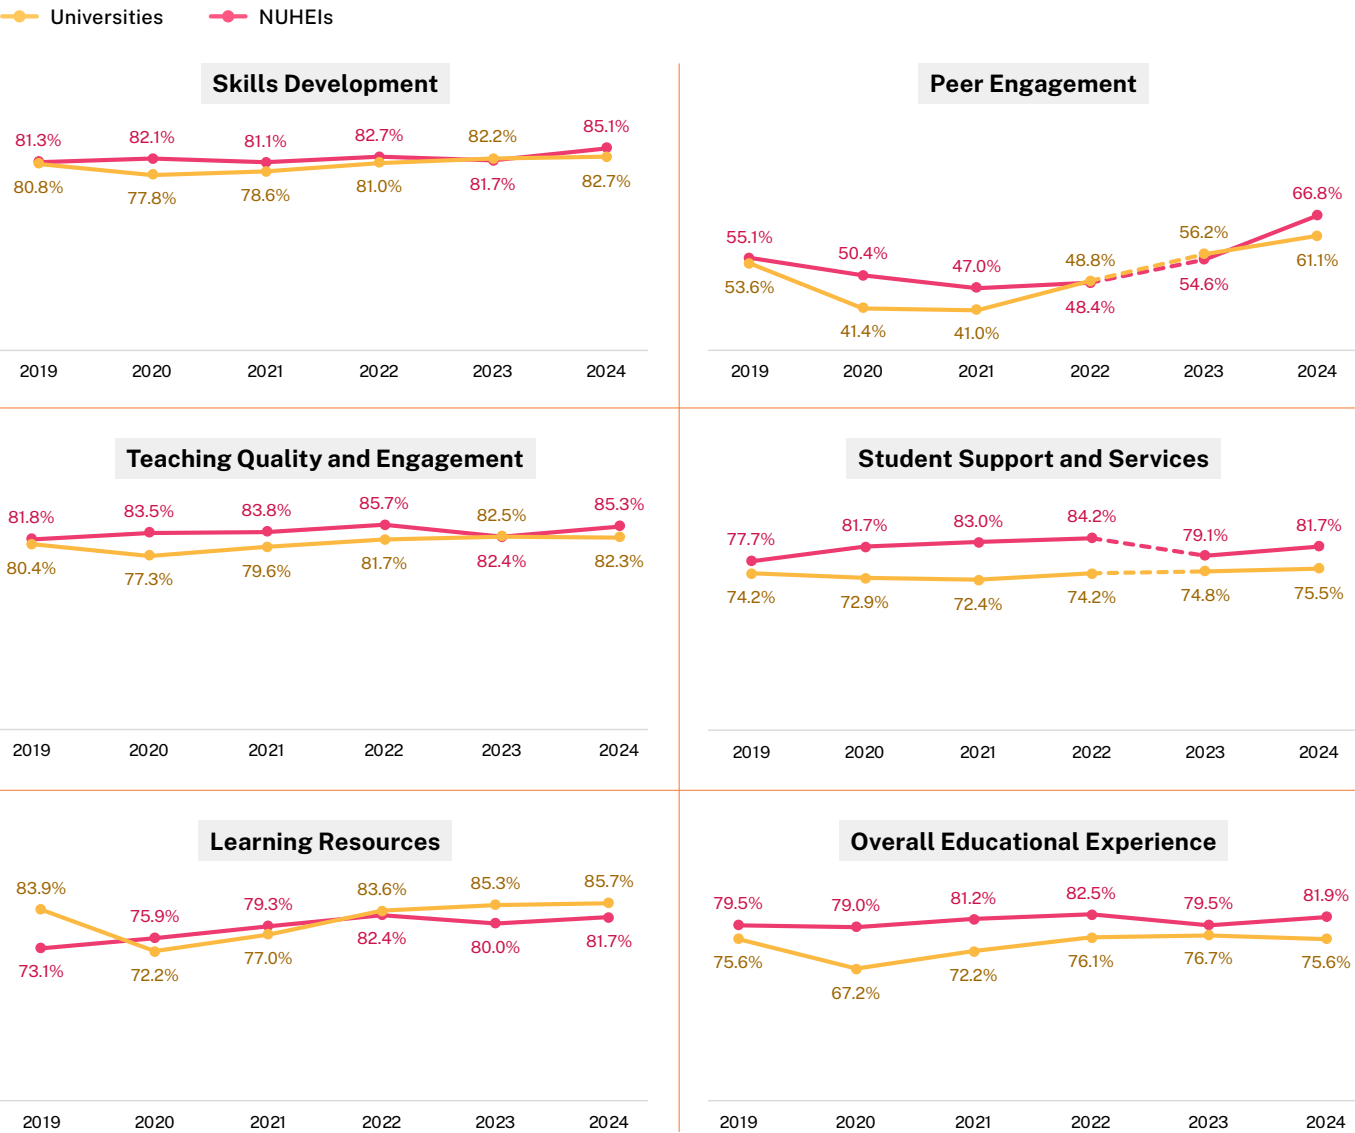 Universities NUHEIs
Skills Development
81.3% 82.1% 81.1% 82.7% 82.2% 85.1%
80.8% 77.8% 78.6% 81.0% 81.7% 82.7%
2019 2020 2021 2022 2023 2024
Peer Engagement
55.1% 50.4% 47.0% 48.8% 56.2% 66.8%
53.6% 41.4% 41.0% 48.4% 54.6% 61.1%
2019 2020 2021 2022 2023 2024
Teaching Quality and Engagement
81.8% 83.5% 83.8% 85.7% 82.5% 85.3%
80.4% 77.3% 79.6% 81.7% 82.4% 82.3%
2019 2020 2021 2022 2023 2024
Student Support and Services
77.7% 81.7% 83.0% 84.2% 79.1% 81.7%
74.2% 72.9% 72.4% 74.2% 74.8% 75.5%
2019 2020 2021 2022 2023 2024
Learning Resources
83.9% 75.9% 79.3% 83.6% 85.3% 85.7%
73.1% 72.2% 77.0% 82.4% 80.0% 81.7%
2019 2020 2021 2022 2023 2024
Overall Educational Experience
79.5% 79.0% 81.2% 82.5% 79.5% 81.9%
75.6% 67.2% 72.2% 76.1% 76.7% 75.6%
2019 2020 2021 2022 2023 2024